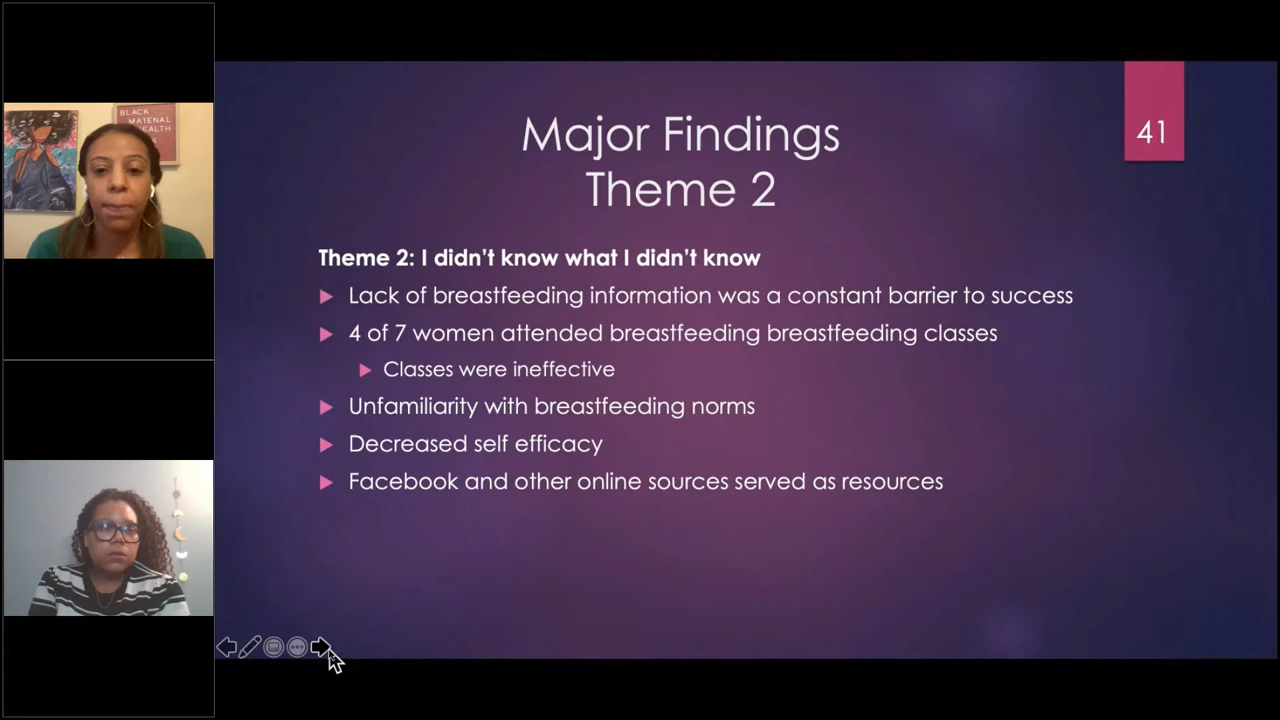 BLACK
MATENAL
Major Findings
Theme 2
41
Theme 2: I didn't know what I didn't know
Lack of breastfeeding information was a constant barrier to success
4 of 7 women attended breastfeeding breastfeeding classes
Classes were ineffective
Unfamiliarity with breastfeeding norms
Decreased self efficacy
Facebook and other online sources served as resources